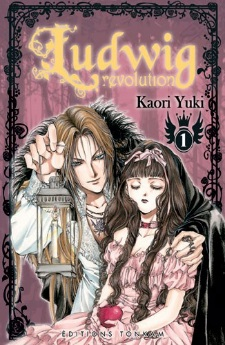 Ludwig
revolution
Kaori Yuki
1
EDITIONS TONKAM